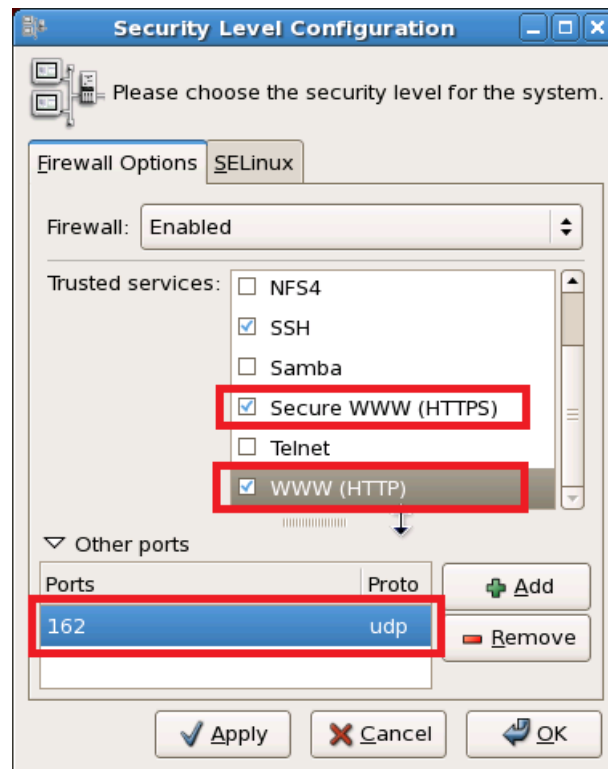 Security Level Configuration
Please choose the security level for the system.
Firewall Options SELinux
Firewall: Enabled
Trusted services:
NFS4
SSH
Samba
Secure WWW (HTTPS)
Telnet
WWW (HTTP)
Other ports
Ports Proto
162 udp
Add
Remove
Apply Cancel OK